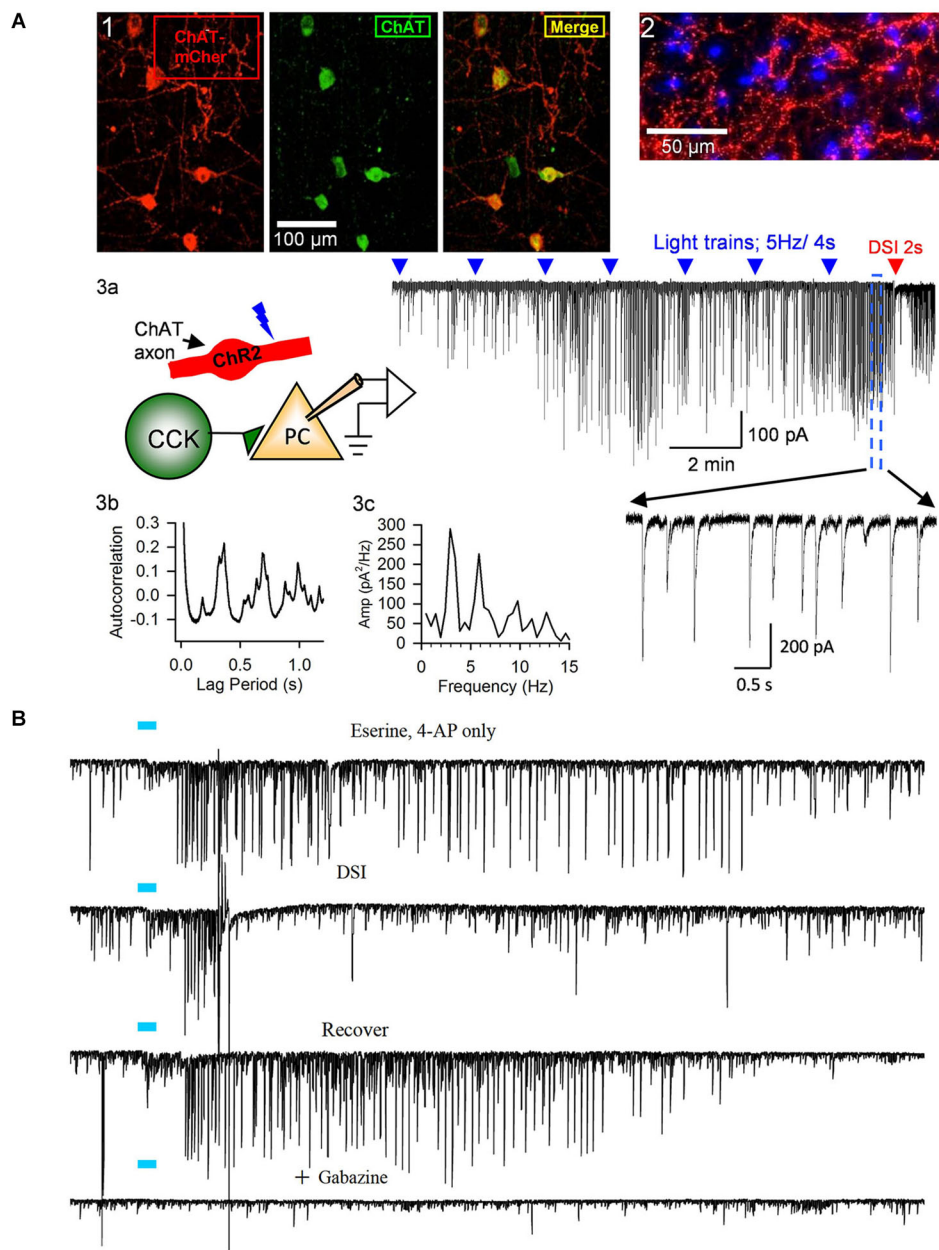 A
1
ChAT-
mCher
ChAT
Merge
2
50 µm
100 µm
Light trains; 5Hz/ 4s
DSI 2s
3a
ChAT
axon
ChR2
CCK
PC
100 pA
2 min
3b
0.3
0.2
0.1
0.0
-0.1
Autocorrelation
0.0
0.5
1.0
Lag Period (s)
3c
300
250
200
150
100
50
0
Amp (pA²/Hz)
0
5
10
15
Frequency (Hz)
200 pA
0.5 s
B
Eserine, 4-AP only
DSI
Recover
+ Gabazine